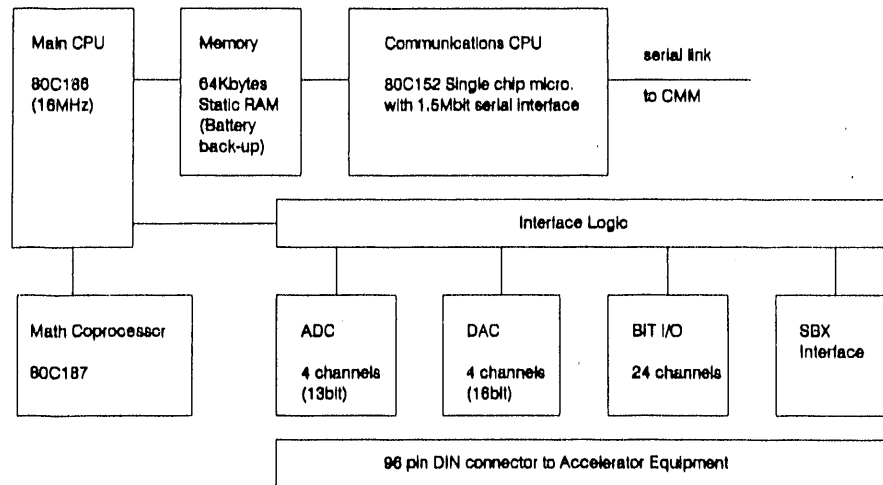 Main CPU
80C186
(16MHz)
Memory
64Kbytes
Static RAM
(Battery
back-up)
Communications CPU
80C152 Single chip micro.
with 1.5Mbit serial interface
serial link
to CMM
Interface Logic
Math Coprocessor
80C187
ADC
4 channels
(13bit)
DAC
4 channels
(16bit)
BIT I/O
24 channels
SBX
Interface
96 pin DIN connector to Accelerator Equipment